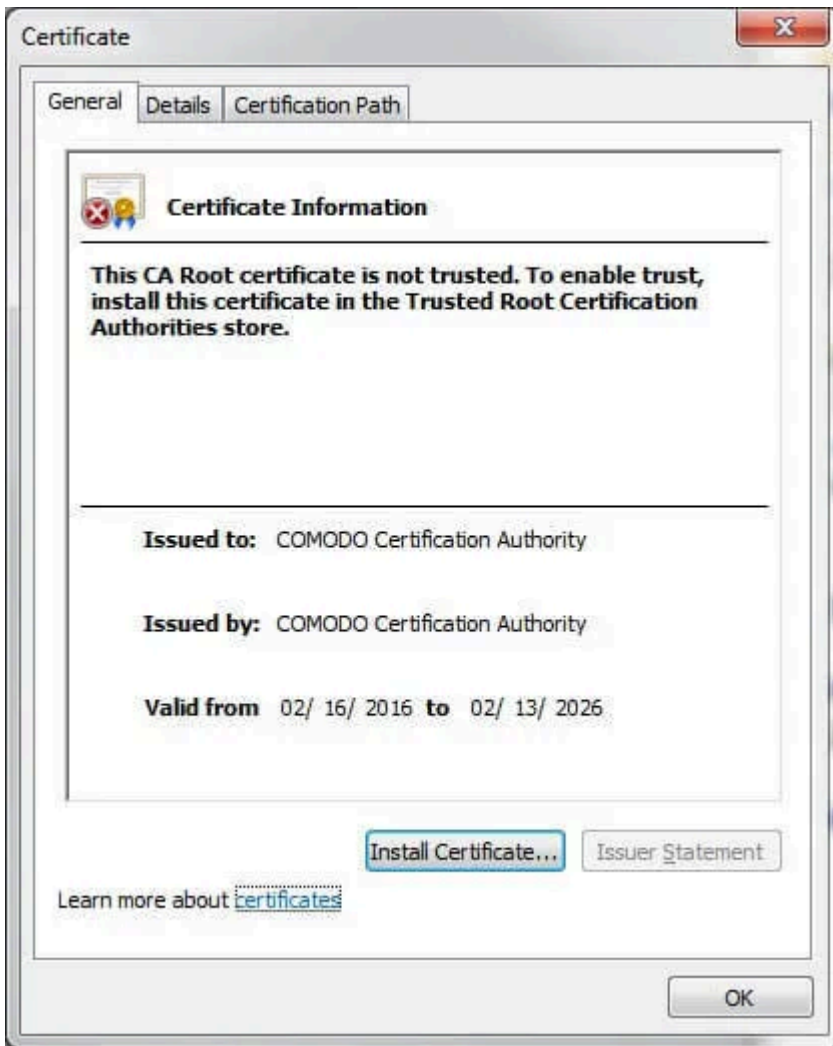 Certificate
General
Details
Certification Path
Certificate Information
This CA Root certificate is not trusted. To enable trust,
install this certificate in the Trusted Root Certification
Authorities store.
Issued to: COMODO Certification Authority
Issued by: COMODO Certification Authority
Valid from 02/ 16/ 2016 to 02/ 13/ 2026
Install Certificate...
Issuer Statement
Learn more about certificates
OK